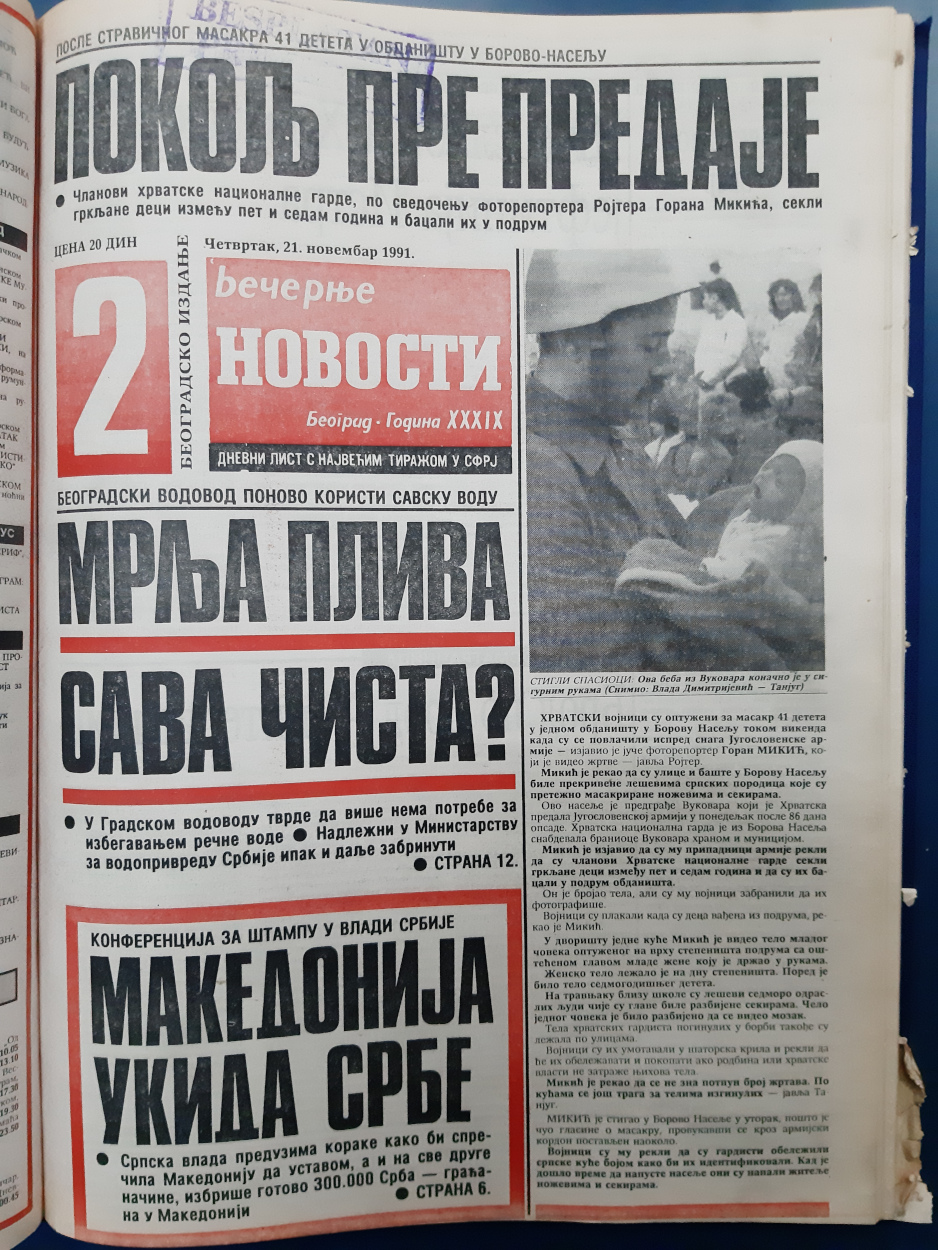 ПОСЛЕ СТРАВИЧНОГ МАСАКРА 41 ДЕТЕТА У ОБДАНИШТУ У БОРОВО-НАСЕЉУ
ПОКОЉ ПРЕ ПРЕДАЈЕ
● Чланови хрватске националне гарде, по сведочењу фоторепортера Ројтера Горана Микића, секли
гркљане деци између пет и седам година и бацали их у подрум
ЦЕНА 20 ДИН
2
БЕОГРАДСКО ИЗДАЊЕ
Четвртак, 21. новембар 1991.
Вечерње
НОВОСТИ
Београд - Година XXXIX
ДНЕВНИ ЛИСТ С НАЈВЕЋИМ ТИРАЖОМ У СФРЈ
БЕОГРАДСКИ ВОДОВОД ПОНОВО КОРИСТИ САВСКУ ВОДУ
МРЉА ПЛИВА
САВА ЧИСТА?
● У Градском водоводу тврде да више нема потребе за
избегавањем речне воде ● Надлежни у Министарству
за водопривреду Србије ипак и даље забринути
● СТРАНА 12.
КОНФЕРЕНЦИЈА ЗА ШТАМПУ У ВЛАДИ СРБИЈЕ
МАКЕДОНИЈА
УКИДА СРБЕ
● Српска влада предузима кораке како би спре-
чила Македонију да уставом, а и на све друге
начине, избрише готово 300.000 Срба — грађа-
на у Македонији
● СТРАНА 6.
СТИГЛИ СПАСИОЦИ: Ова беба из Вуковара коначно је у си-
гурним рукама (Снимио: Влада Димитријевић — Танјуг)
ХРВАТСКИ војници су оптужени за масакр 41 детета
у једном обданишту у Борову Насељу током викенда
када су се повлачили испред снага Југословенске ар-
мије — изјавио је јуче фоторепортер Горан МИКИЋ, ко-
ји је видео жртве — јавља Ројтер.
Микић је рекао да су улице и баште у Борову Насељу
биле прекривене лешевима српских породица које су
претежно масакриране ножевима и секирама.
Ово насеље је предграђе Вуковара који је Хрватска
предала Југословенској армији у понедељак после 86 дана
опсаде. Хрватска национална гарда је из Борова Насеља
снабдевала браниоце Вуковара храном и муницијом.
Микић је изјавио да су му припадници армије рекли
да су чланови Хрватске националне гарде секли
гркљане деци између пет и седам година и да су их ба-
цали у подрум обданишта.
Он је бројао тела, али су му војници забранили да их
фотографише.
Војници су плакали када су деца вађена из подрума, ре-
као је Микић.
У дворишту једне куће Микић је видео тело младог
човека оптуженог на врху степеништа подрума са ош-
тећеном главом младе жене коју је држао у рукама.
Женско тело лежало је на дну степеништа. Поред је
било тело седмогодишњег детета.
На травњаку близу школе су лешеви седморо одрас-
лих људи чије су главе биле разбијене секирама. Чело
једног човека је било разбијено да се видео мозак.
Тела хрватских гардиста погинулих у борби такође су
лежала по улицама.
Војници су их умотавали у шаторска крила и рекли да
ће их обележавати и покопати ако родбина или хрватске
власти не затраже њихова тела.
Микић је рекао да се не зна потпун број жртава. По
кућама се још трага за телима изгинулих — јавља Та
нјуг.
МИКИЋ је стигао у Борово Насеље у уторак, пошто је
чуо гласине о масакру, провукавши се кроз армијски
кордон постављен наоколо.
Војници су му рекли да су гардисти обележили
српске куће бојом како би их идентификовали. Кад је
дошло време да напусте насеље они су напали житеље
ножевима и секирама.